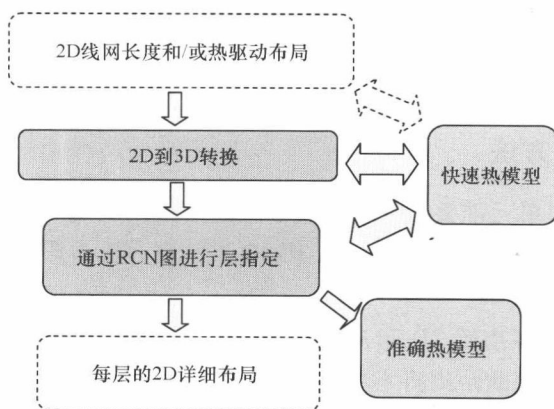 2D线网长度和/或热驱动布局
2D到3D转换
快速热模型
通过RCN图进行层指定
准确热模型
每层的2D详细布局